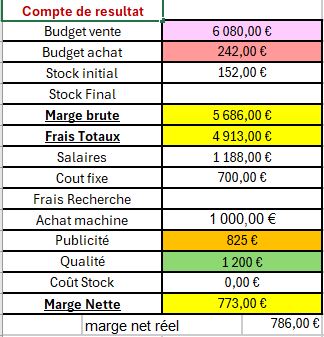 Compte de resultat
Budget vente 6 080,00 €
Budget achat 242,00 €
Stock initial 152,00 €
Stock Final
Marge brute 5 686,00 €
Frais Totaux 4 913,00 €
Salaires 1 188,00 €
Cout fixe 700,00 €
Frais Recherche
Achat machine 1 000,00 €
Publicité 825 €
Qualité 1 200 €
Coût Stock 0,00 €
Marge Nette 773,00 €
marge net réel 786,00 €